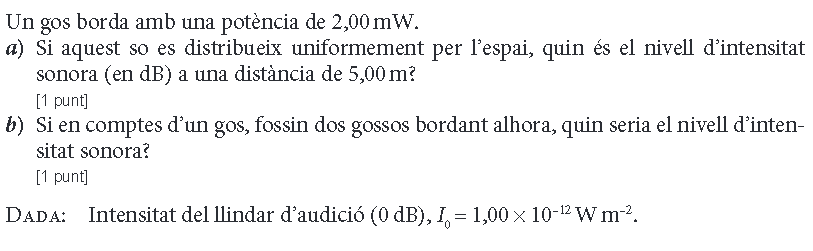 Un gos borda amb una potència de 2,00 mW.
a) Si aquest so es distribueix uniformement per l'espai, quin és el nivell d'intensitat
sonora (en dB) a una distància de 5,00 m?
[1 punt]
b) Si en comptes d'un gos, fossin dos gossos bordant alhora, quin seria el nivell d'inten-
sitat sonora?
[1 punt]
DADA: Intensitat del llindar d'audició (0 dB), I₀ = 1,00 × 10⁻¹² W m⁻².